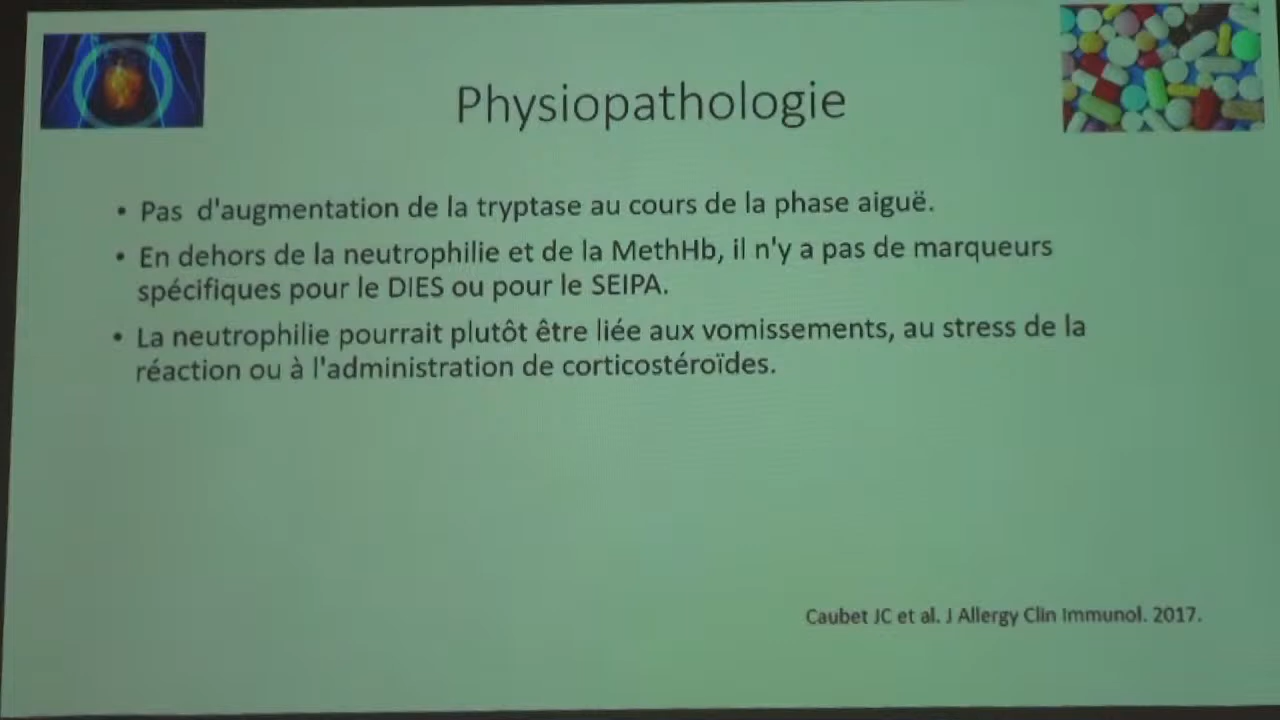 Physiopathologie
• Pas d'augmentation de la tryptase au cours de la phase aiguë.
• En dehors de la neutrophilie et de la MethHb, il n'y a pas de marqueurs
spécifiques pour le DIES ou pour le SEIPA.
• La neutrophilie pourrait plutôt être liée aux vomissements, au stress de la
réaction ou à l'administration de corticostéroïdes.
Caubet JC et al. J Allergy Clin Immunol. 2017.